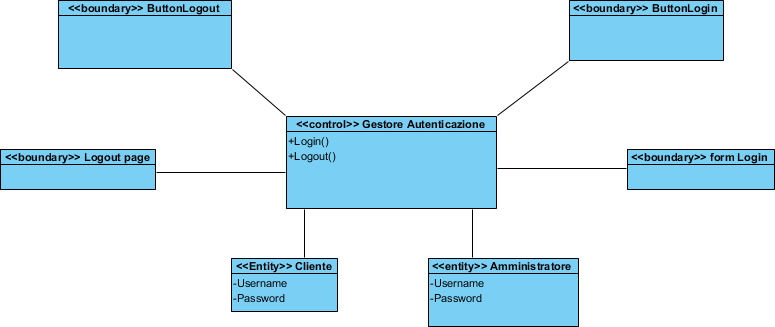 <<boundary>> ButtonLogout
<<boundary>> ButtonLogin
<<control>> Gestore Autenticazione
+Login()
+Logout()
<<boundary>> Logout page
<<boundary>> form Login
<<Entity>> Cliente
-Username
-Password
<<entity>> Amministratore
-Username
-Password